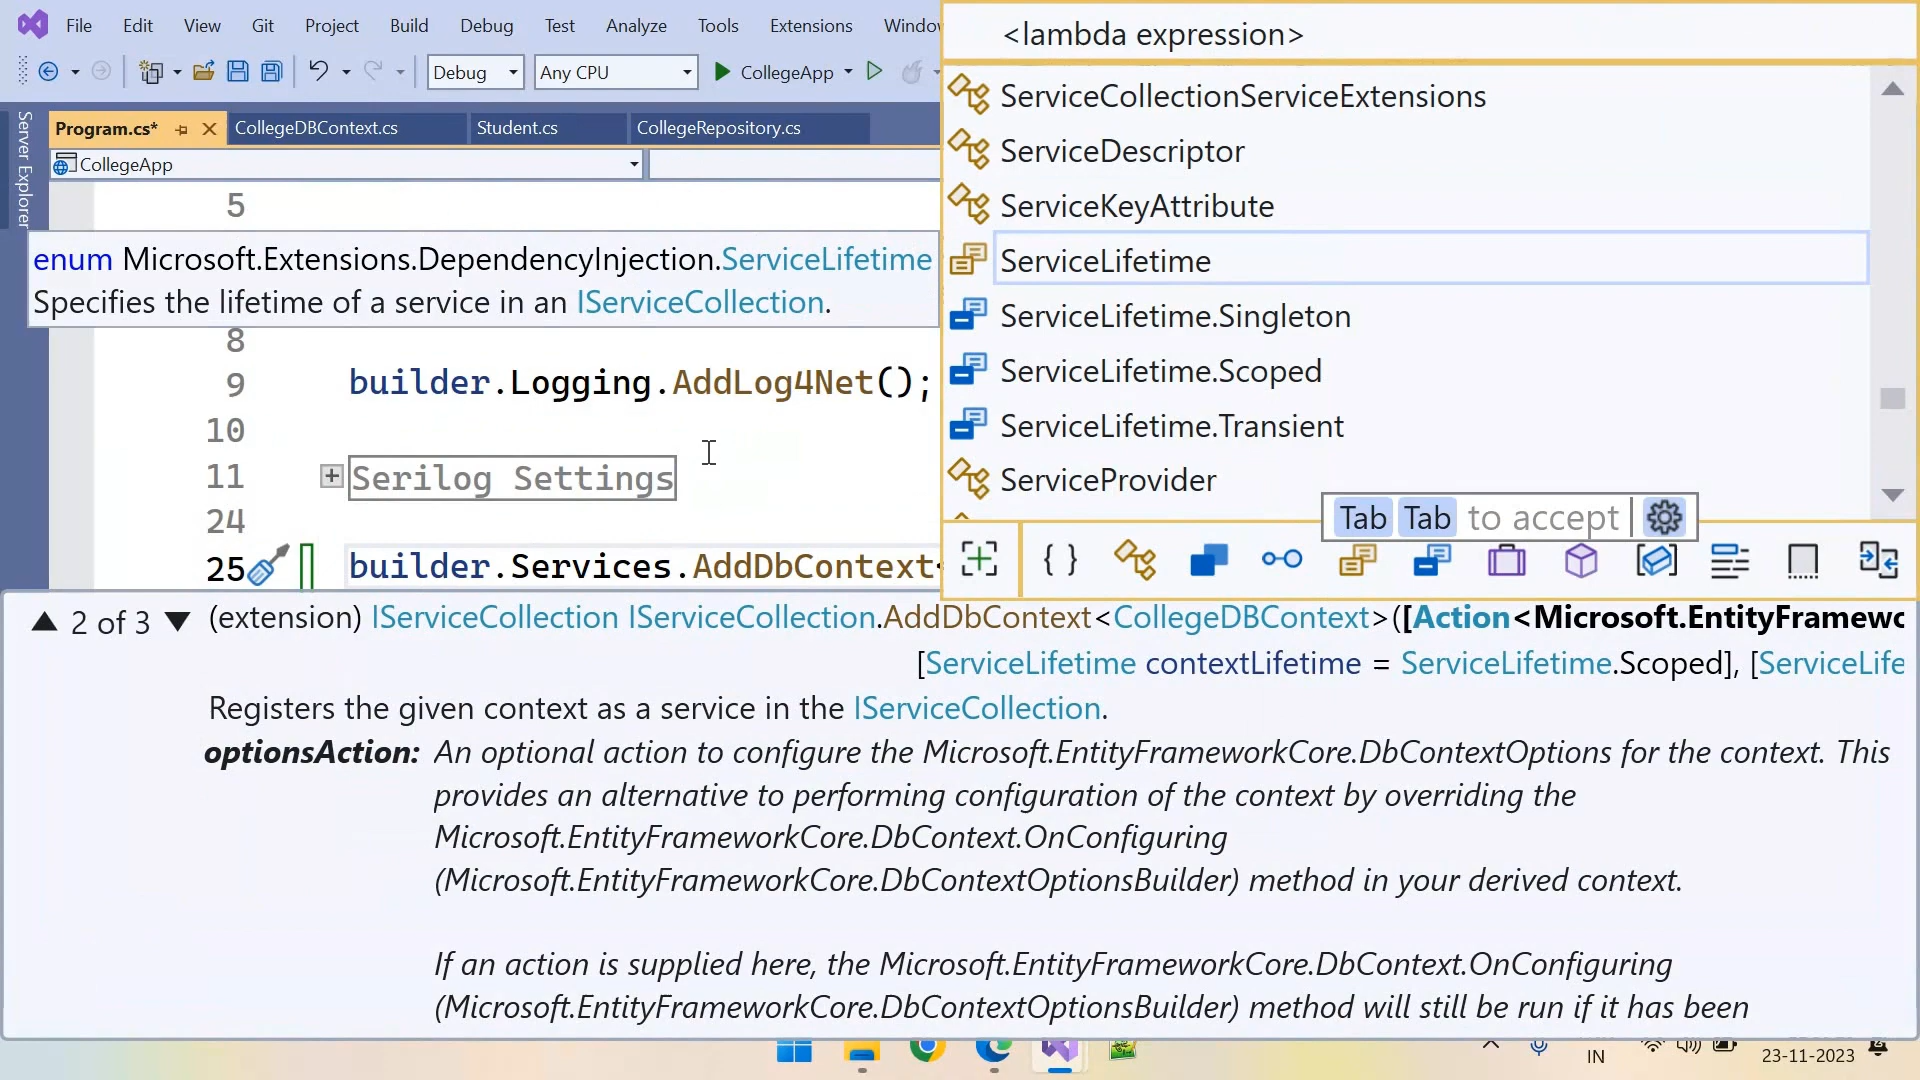 File Edit View Git Project Build Debug Test Analyze Tools Extensions Windo
Debug Any CPU CollegeApp
Server Explorer
Program.cs* CollegeDBContext.cs Student.cs CollegeRepository.cs
CollegeApp
5
enum Microsoft.Extensions.DependencyInjection.ServiceLifetime
Specifies the lifetime of a service in an IServiceCollection.
8
9 builder.Logging.AddLog4Net();
10
11 Serilog Settings
24
25 builder.Services.AddDbContext<
<lambda expression>
ServiceCollectionServiceExtensions
ServiceDescriptor
ServiceKeyAttribute
ServiceLifetime
ServiceLifetime.Singleton
ServiceLifetime.Scoped
ServiceLifetime.Transient
ServiceProvider
Tab Tab to accept
2 of 3 (extension) IServiceCollection IServiceCollection.AddDbContext<CollegeDBContext>([Action<Microsoft.EntityFramewo
[ServiceLifetime contextLifetime = ServiceLifetime.Scoped], [ServiceLife
Registers the given context as a service in the IServiceCollection.
optionsAction: An optional action to configure the Microsoft.EntityFrameworkCore.DbContextOptions for the context. This
provides an alternative to performing configuration of the context by overriding the
Microsoft.EntityFrameworkCore.DbContext.OnConfiguring
(Microsoft.EntityFrameworkCore.DbContextOptionsBuilder) method in your derived context.
If an action is supplied here, the Microsoft.EntityFrameworkCore.DbContext.OnConfiguring
(Microsoft.EntityFrameworkCore.DbContextOptionsBuilder) method will still be run if it has been
IN
23-11-2023